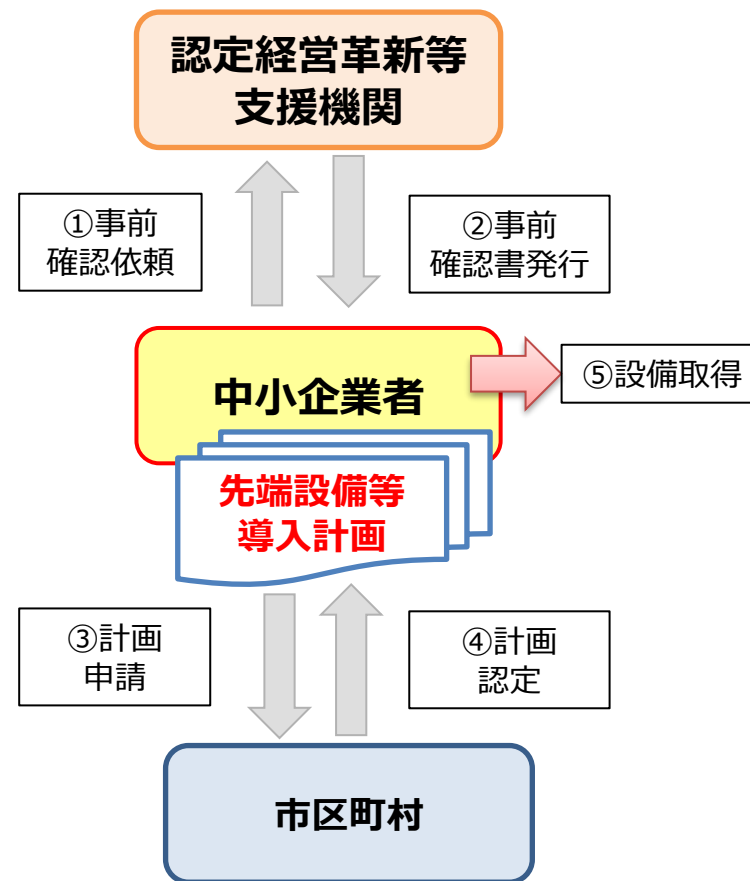 認定経営革新等
支援機関
①事前
確認依頼
②事前
確認書発行
中小企業者
⑤設備取得
先端設備等
導入計画
③計画
申請
④計画
認定
市区町村